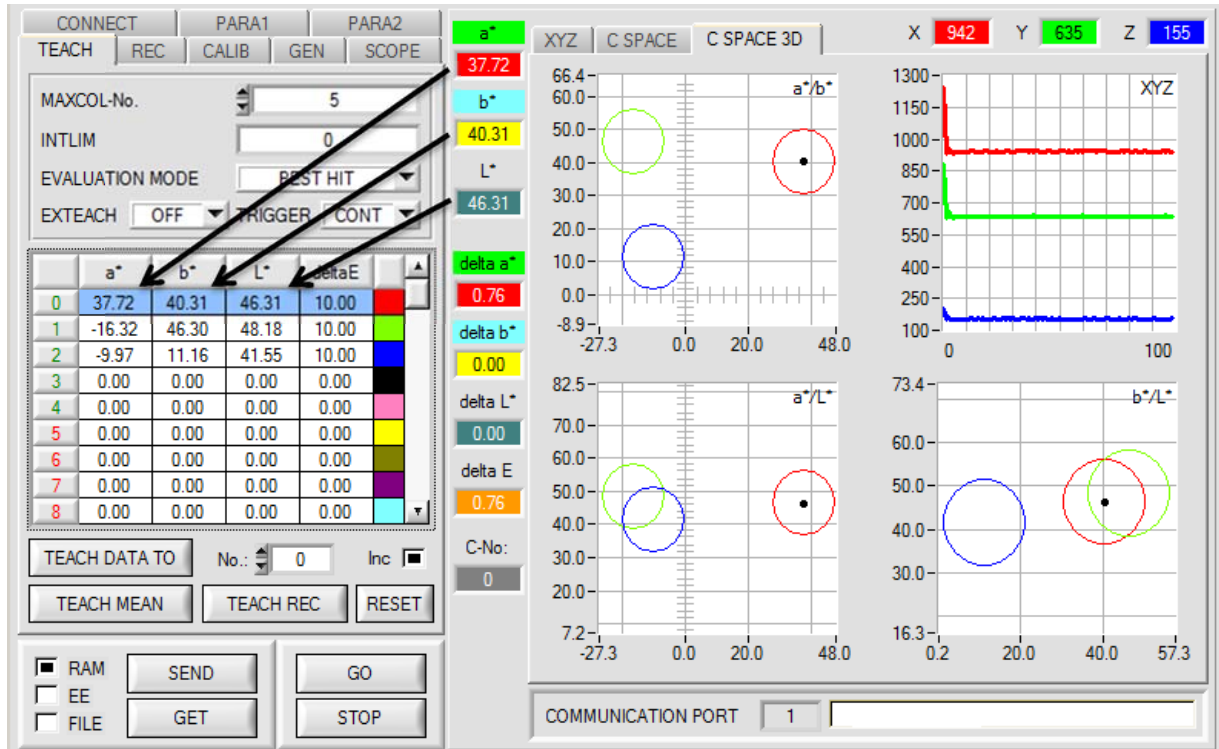 CONNECT PARA1 PARA2
TEACH REC CALIB GEN SCOPE
MAXCOL-No. 5
INTLIM 0
EVALUATION MODE BEST HIT
EXTEACH OFF TRIGGER CONT
a* b* L* deltaE
0 37.72 40.31 46.31 10.00
1 -16.32 46.30 48.18 10.00
2 -9.97 11.16 41.55 10.00
3 0.00 0.00 0.00 0.00
4 0.00 0.00 0.00 0.00
5 0.00 0.00 0.00 0.00
6 0.00 0.00 0.00 0.00
7 0.00 0.00 0.00 0.00
8 0.00 0.00 0.00 0.00
TEACH DATA TO No.: 0 Inc
TEACH MEAN TEACH REC RESET
RAM SEND GO
EE
FILE GET STOP
a*
37.72
b*
40.31
L*
46.31
delta a*
0.76
delta b*
0.00
delta L*
0.00
delta E
0.76
C-No:
0
XYZ C SPACE C SPACE 3D
X 942 Y 635 Z 155
a*/b*
66.4
60.0
50.0
40.0
30.0
20.0
10.0
0.0
-8.9
-27.3 0.0 20.0 48.0
XYZ
1300
1150
1000
850
700
550
400
250
100
0 100
a*/L*
82.5
70.0
60.0
50.0
40.0
30.0
20.0
7.2
-27.3 0.0 20.0 48.0
b*/L*
73.4
60.0
50.0
40.0
30.0
16.3
0.2 20.0 40.0 57.3
COMMUNICATION PORT 1